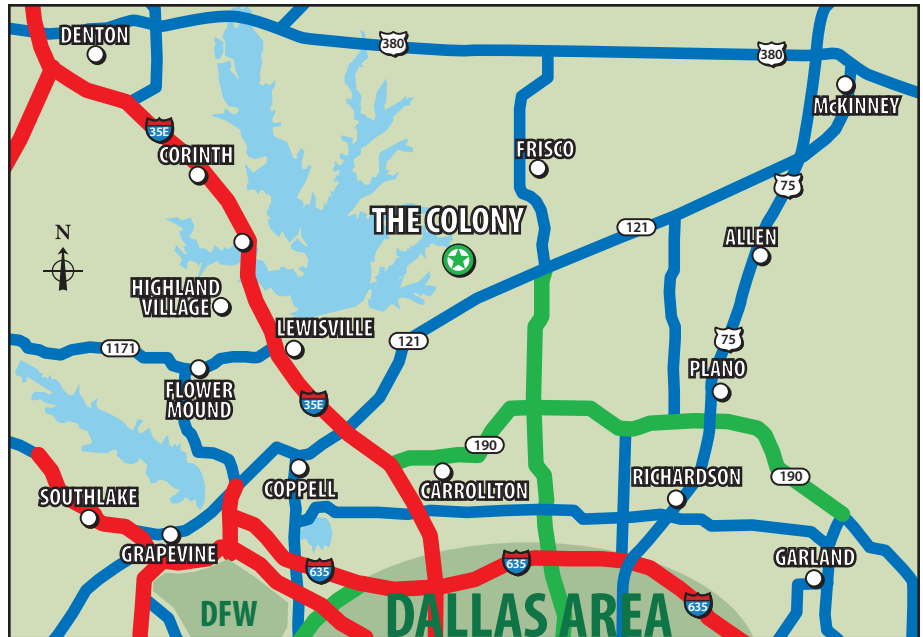 DENTON
380
380
McKINNEY
35E
CORINTH
FRISCO
75
THE COLONY
121
ALLEN
N
HIGHLAND
VILLAGE
LEWISVILLE
121
75
1171
PLANO
FLOWER
MOUND
35E
190
COPPELL
CARROLLTON
RICHARDSON
190
SOUTHLAKE
GRAPEVINE
635
635
GARLAND
635
DFW
DALLAS AREA